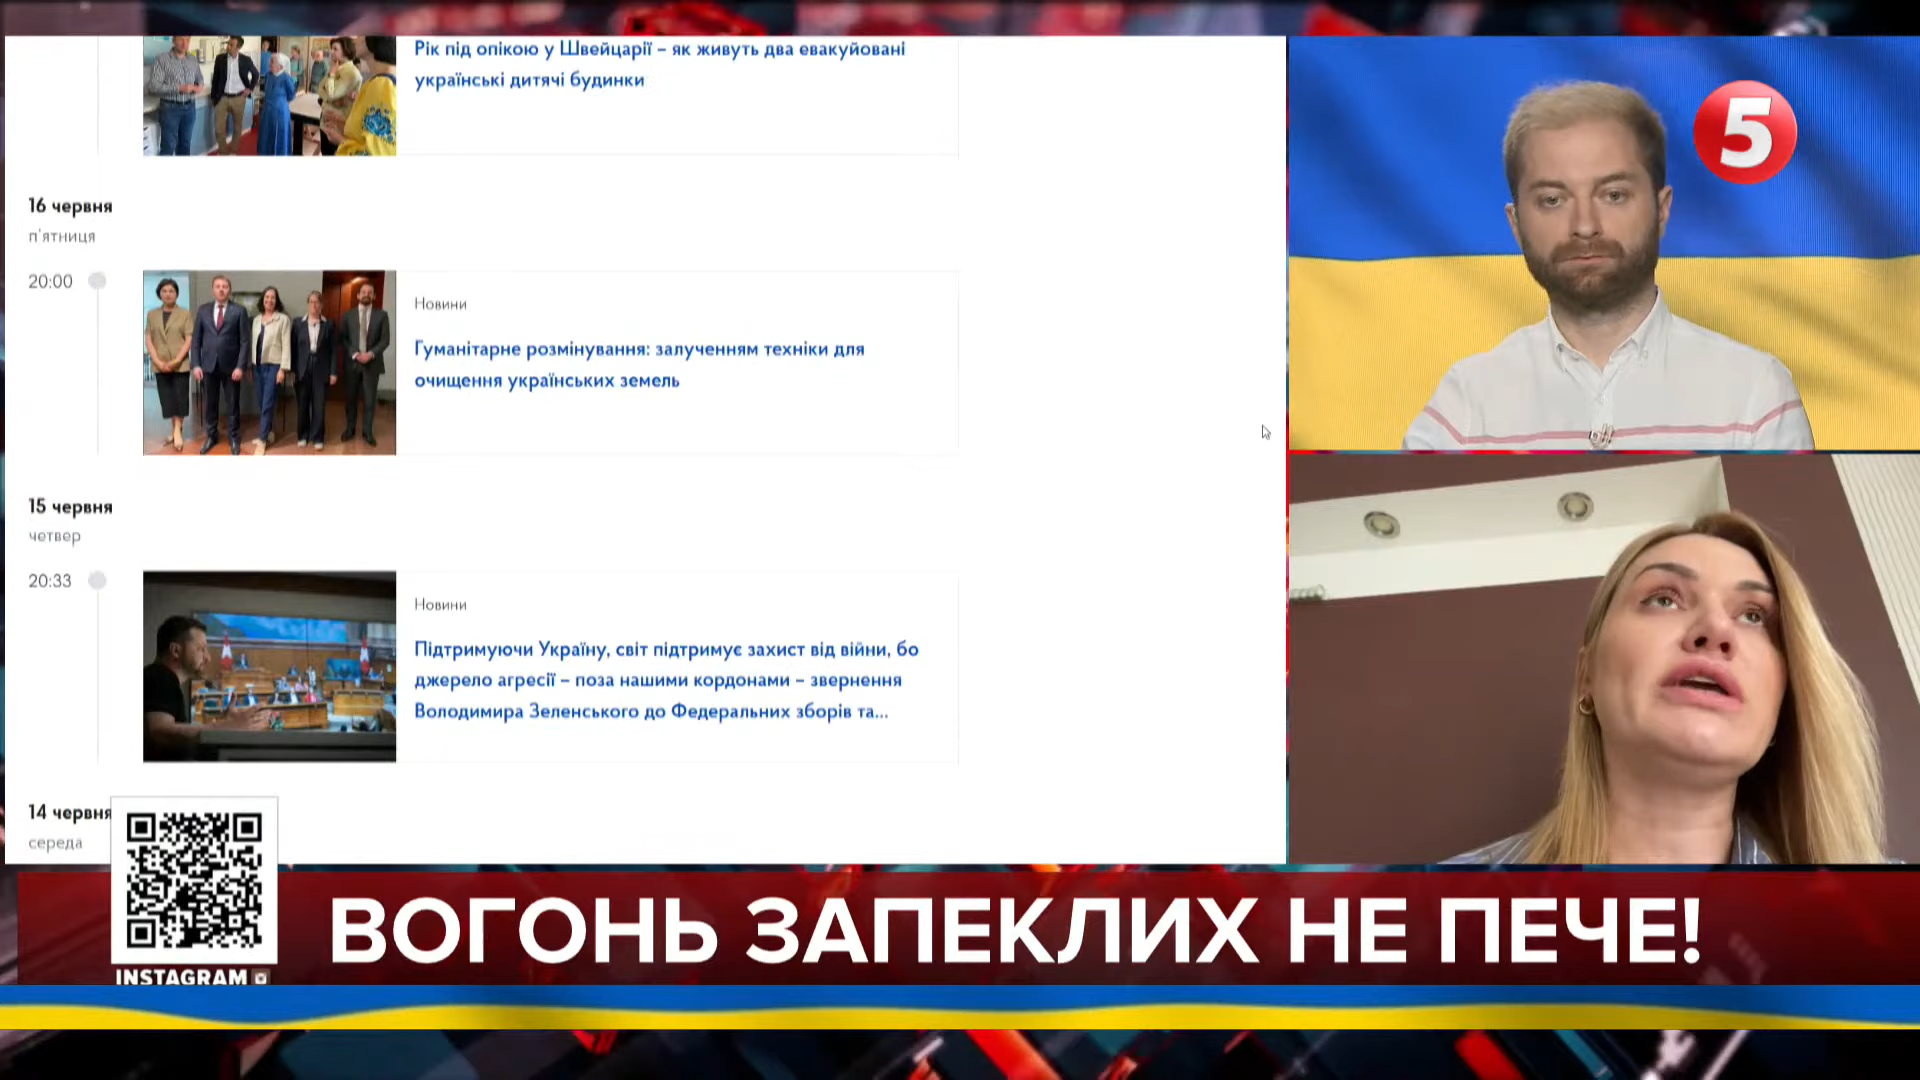 Рік під опікою у Швейцарії – як живуть два евакуйовані
українські дитячі будинки
16 червня
п'ятниця
20:00
Новини
Гуманітарне розмінування: залученням техніки для
очищення українських земель
15 червня
четвер
20:33
Новини
Підтримуючи Україну, світ підтримує захист від війни, бо
джерело агресії – поза нашими кордонами – звернення
Володимира Зеленського до Федеральних зборів та...
14 червня
середа
5
INSTAGRAM
ВОГОНЬ ЗАПЕКЛИХ НЕ ПЕЧЕ!